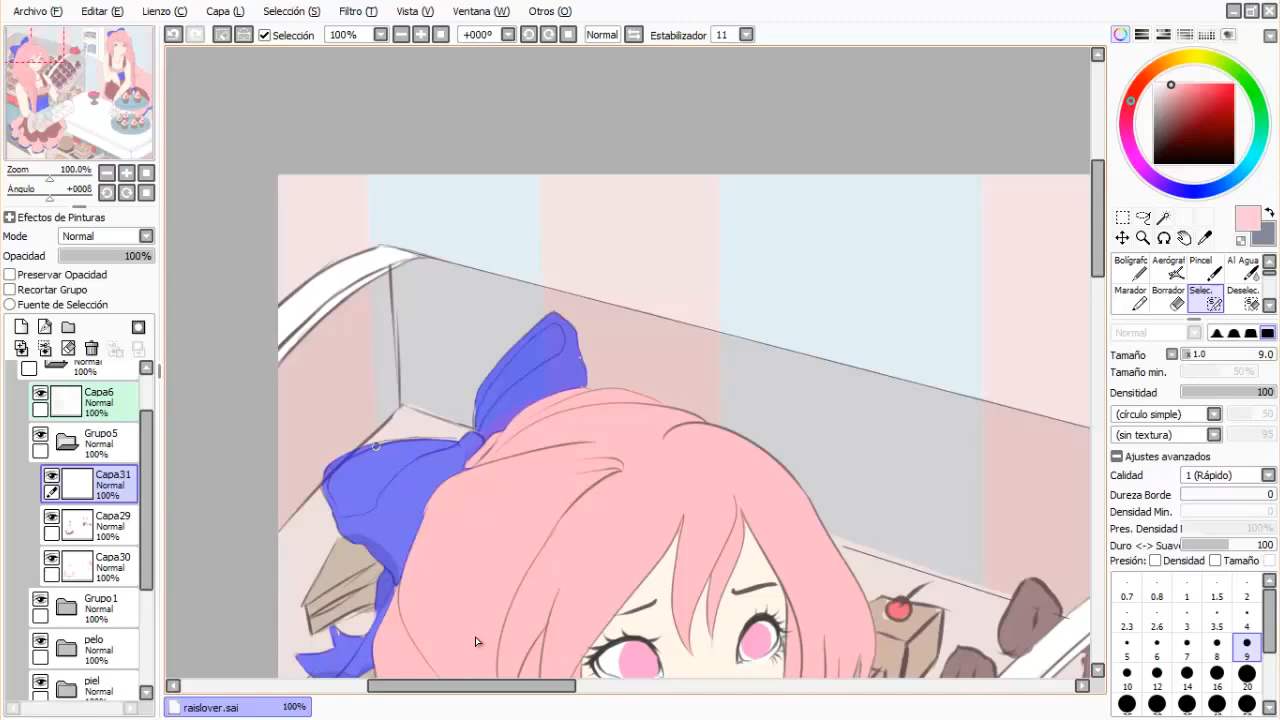 Archivo (F) Editar (E) Lienzo (C) Capa (L) Selección (S) Filtro (T) Vista (V) Ventana (W) Otros (O)
Selección 100% +000º Normal Estabilizador 11
Zoom 100.0%
Ángulo +000º
Efectos de Pinturas
Mode Normal
Opacidad 100%
Preservar Opacidad
Recortar Grupo
Fuente de Selección
Normal
100%
Capa6
Normal
100%
Grupo5
Normal
100%
Capa31
Normal
100%
Capa29
Normal
100%
Capa30
Normal
100%
Grupo1
Normal
100%
pelo
Normal
100%
piel
Normal
raislover.sai 100%
Bolígrafc Aerógraf Pincel Al Agua
Marador Borrador Selec. Deselec.
Normal
Tamaño x 1.0 9.0
Tamaño min. 50%
Densitidad 100
(círculo simple) 50
(sin textura) 95
Ajustes avanzados
Calidad 1 (Rápido)
Dureza Borde 0
Densidad Min. 0
Pres. Densidad 100%
Duro <-> Suav 100
Presión: Densidad Tamaño
0.7 0.8 1 1.5 2
2.3 2.6 3 3.5 4
5 6 7 8 9
10 12 14 16 20